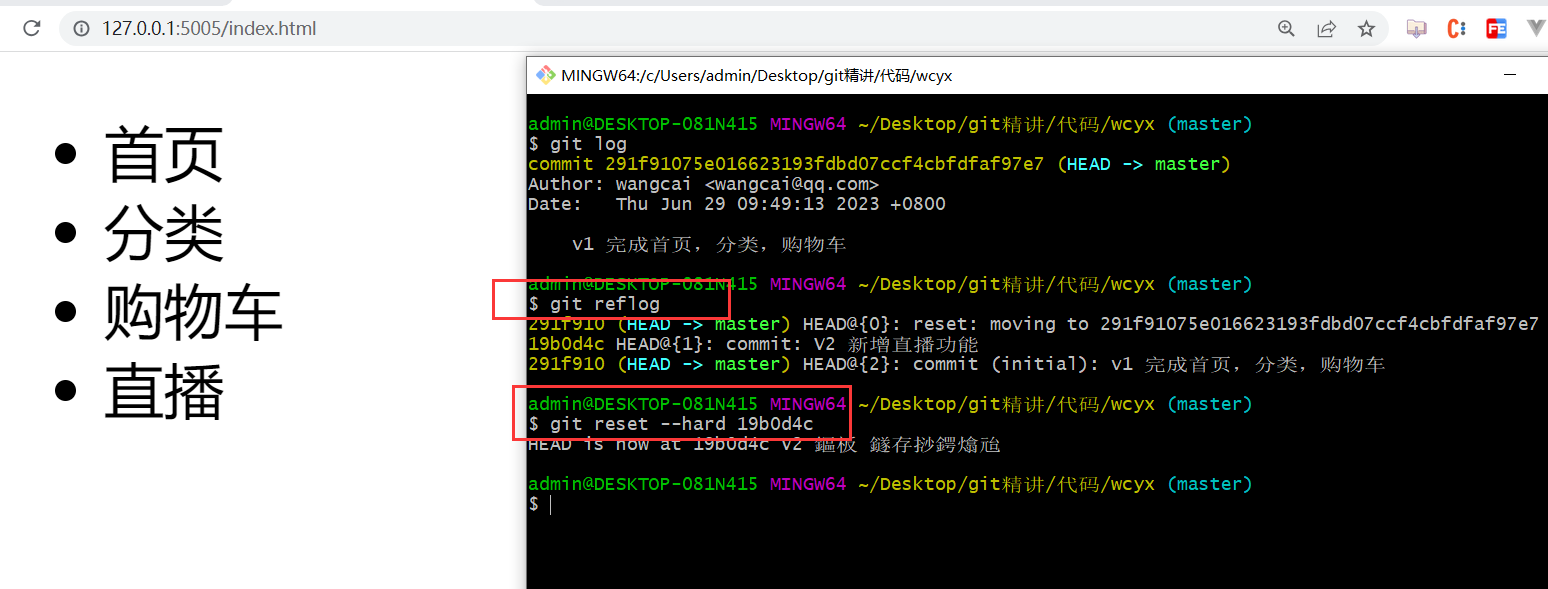 127.0.0.1:5005/index.html
首页
分类
购物车
直播
MINGW64:/c/Users/admin/Desktop/git精讲/代码/wcyx
admin@DESKTOP-081N415 MINGW64 ~/Desktop/git精讲/代码/wcyx (master)
$ git log
commit 291f91075e016623193fdbd07ccf4cbfdfaf97e7 (HEAD -> master)
Author: wangcai <wangcai@qq.com>
Date:   Thu Jun 29 09:49:13 2023 +0800
v1 完成首页，分类，购物车
admin@DESKTOP-081N415 MINGW64 ~/Desktop/git精讲/代码/wcyx (master)
$ git reflog
291f910 (HEAD -> master) HEAD@{0}: reset: moving to 291f91075e016623193fdbd07ccf4cbfdfaf97e7
19b0d4c HEAD@{1}: commit: V2 新增直播功能
291f910 (HEAD -> master) HEAD@{2}: commit (initial): v1 完成首页，分类，购物车
admin@DESKTOP-081N415 MINGW64 ~/Desktop/git精讲/代码/wcyx (master)
$ git reset --hard 19b0d4c
HEAD is now at 19b0d4c V2
admin@DESKTOP-081N415 MINGW64 ~/Desktop/git精讲/代码/wcyx (master)
$